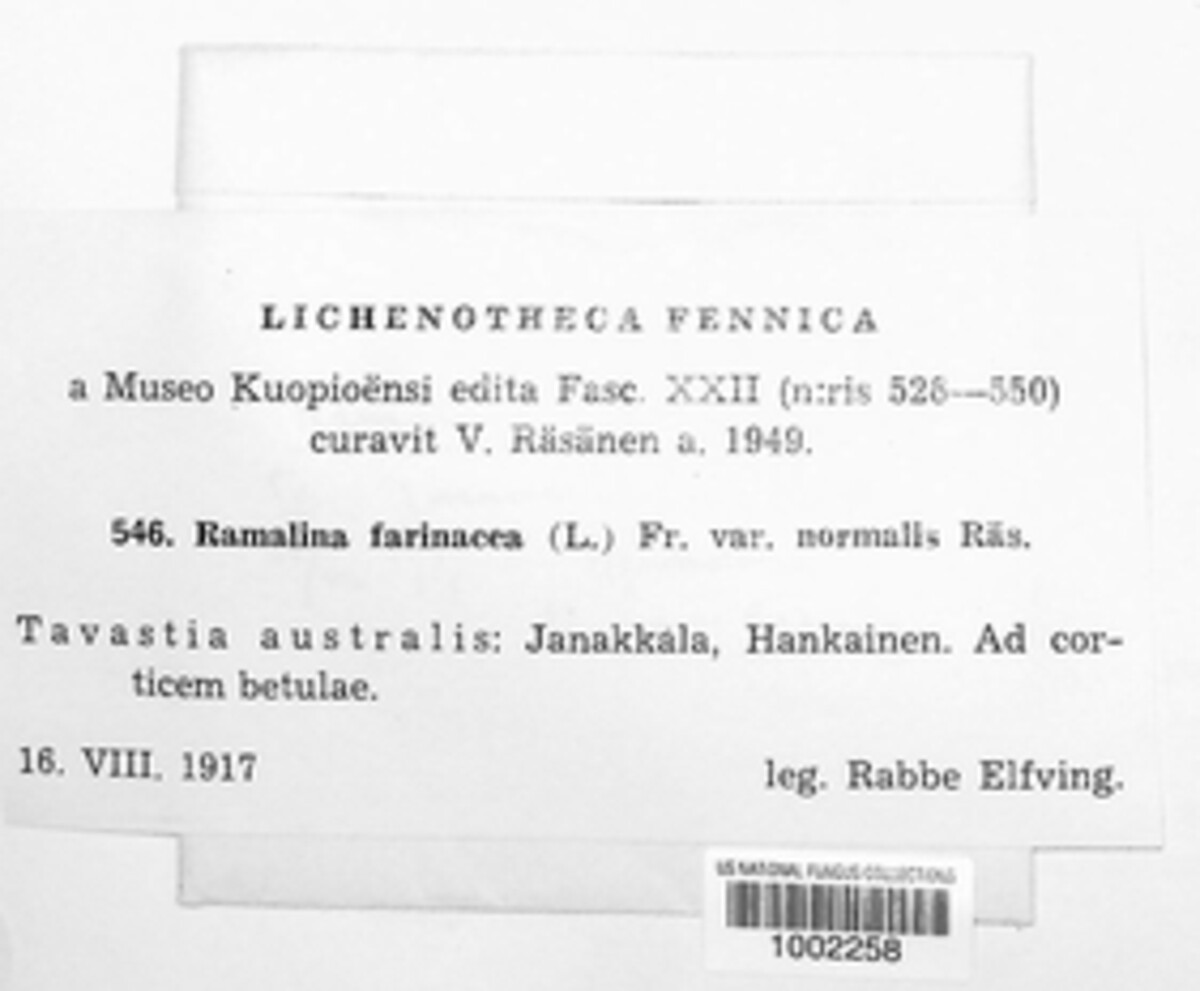 LICHENOTHECA FENNICA
a Museo Kuopioënsi edita Fasc. XXII (n:ris 526—550)
curavit V. Räsänen a. 1949.
546. Ramalina farinacea (L.) Fr. var. normalis Räs.
Tavastia australis: Janakkala, Hankainen. Ad cor-
ticem betulae.
16. VIII. 1917
leg. Rabbe Elfving.
US NATIONAL FUNGUS COLLECTIONS
1002258